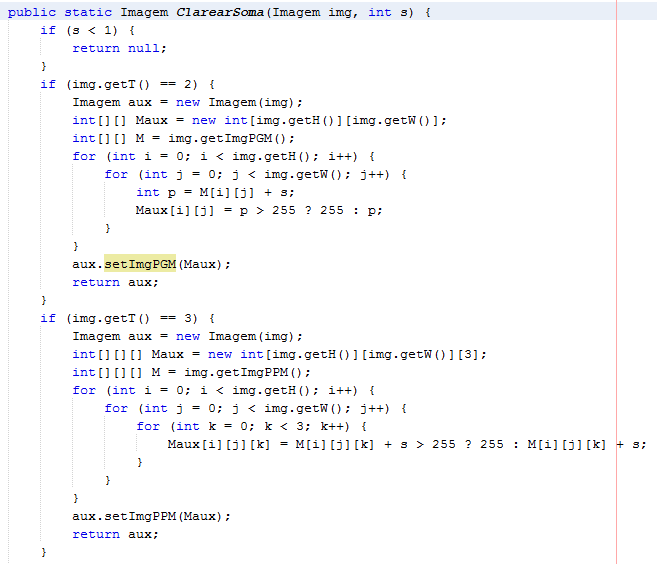 public static Imagem ClarearSoma(Imagem img, int s) {
    if (s < 1) {
        return null;
    }
    if (img.getT() == 2) {
        Imagem aux = new Imagem(img);
        int[][] Maux = new int[img.getH()][img.getW()];
        int[][] M = img.getImgPGM();
        for (int i = 0; i < img.getH(); i++) {
            for (int j = 0; j < img.getW(); j++) {
                int p = M[i][j] + s;
                Maux[i][j] = p > 255 ? 255 : p;
            }
        }
        aux.setImgPGM(Maux);
        return aux;
    }
    if (img.getT() == 3) {
        Imagem aux = new Imagem(img);
        int[][][] Maux = new int[img.getH()][img.getW()][3];
        int[][][] M = img.getImgPPM();
        for (int i = 0; i < img.getH(); i++) {
            for (int j = 0; j < img.getW(); j++) {
                for (int k = 0; k < 3; k++) {
                    Maux[i][j][k] = M[i][j][k] + s > 255 ? 255 : M[i][j][k] + s;
                }
            }
        }
        aux.setImgPPM(Maux);
        return aux;
    }